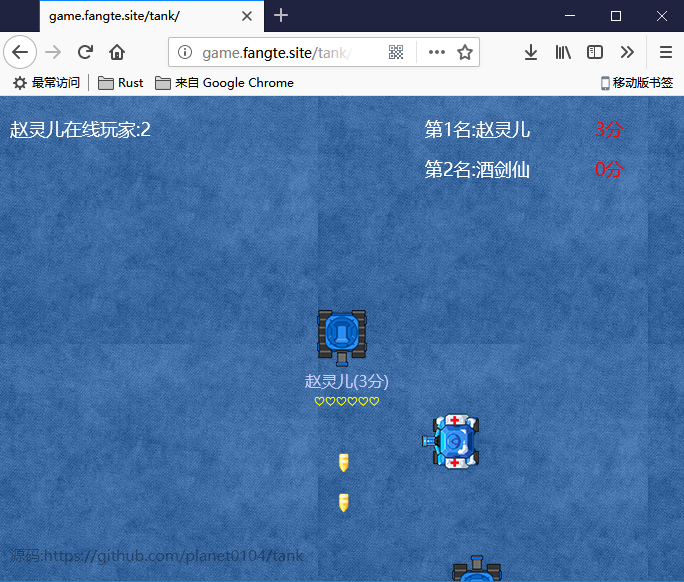 game.fangte.site/tank/
game.fangte.site/tank/
最常访问
Rust
来自 Google Chrome
移动版书签
赵灵儿在线玩家:2
第1名:赵灵儿 3分
第2名:酒剑仙 0分
赵灵儿(3分)
源码:https://github.com/planet0104/tank